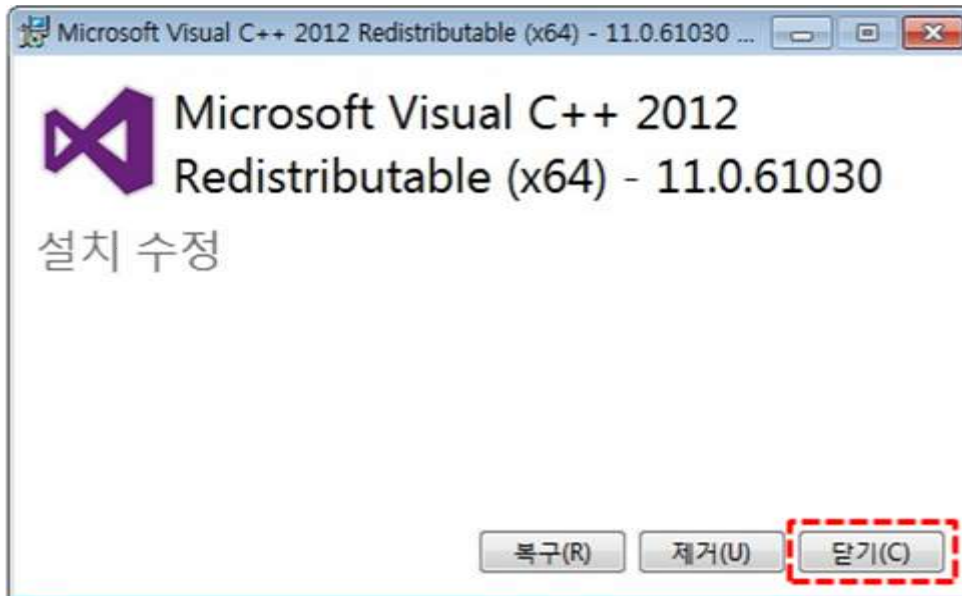 Microsoft Visual C++ 2012 Redistributable (x64) - 11.0.61030 ...
Microsoft Visual C++ 2012
Redistributable (x64) - 11.0.61030
설치 수정
복구(R) 제거(U) 닫기(C)